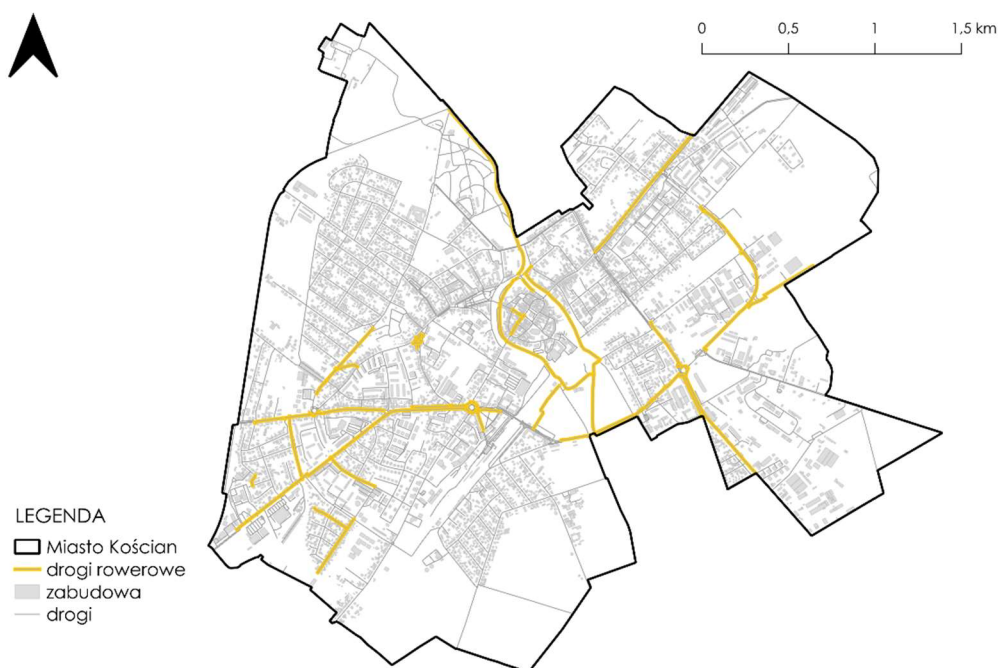 0 0,5 1 1,5 km
LEGENDA
Miasto Kościan
drogi rowerowe
zabudowa
drogi